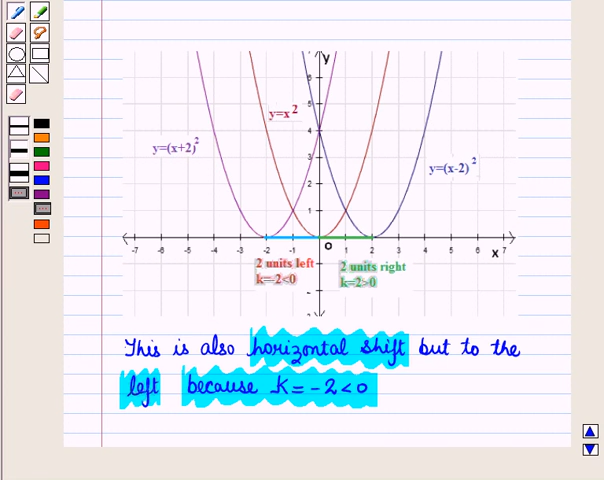 y
7
6
5
y=x²
4
y=(x+2)²
3
y=(x-2)²
2
1
-7 -6 -5 -4 -3 -2 -1 O 1 2 3 4 5 6 7
x
2 units left 2 units right
k=-2<0 k=2>0
This is also horizontal shift but to the
left because k = -2 < 0